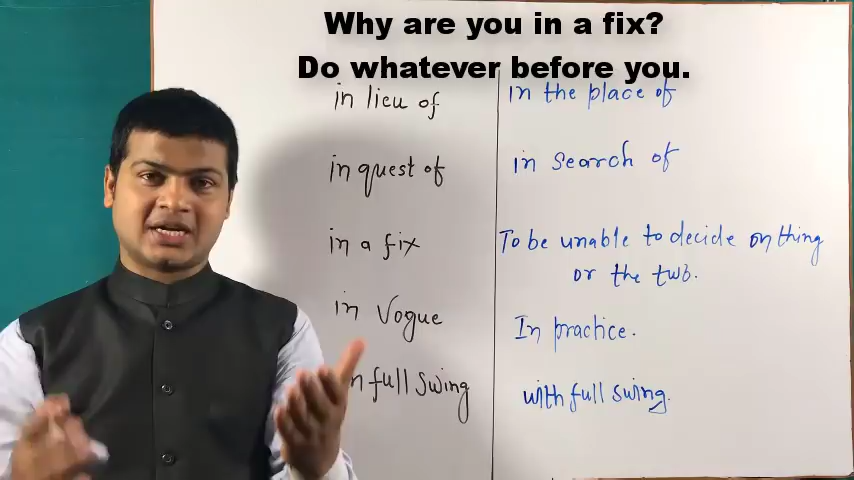 Why are you in a fix?
Do whatever before you.
in lieu of
in the place of
in quest of
in search of
in a fix
To be unable to decide on thing
or the two.
in Vogue
In practice.
n full swing
with full swing.